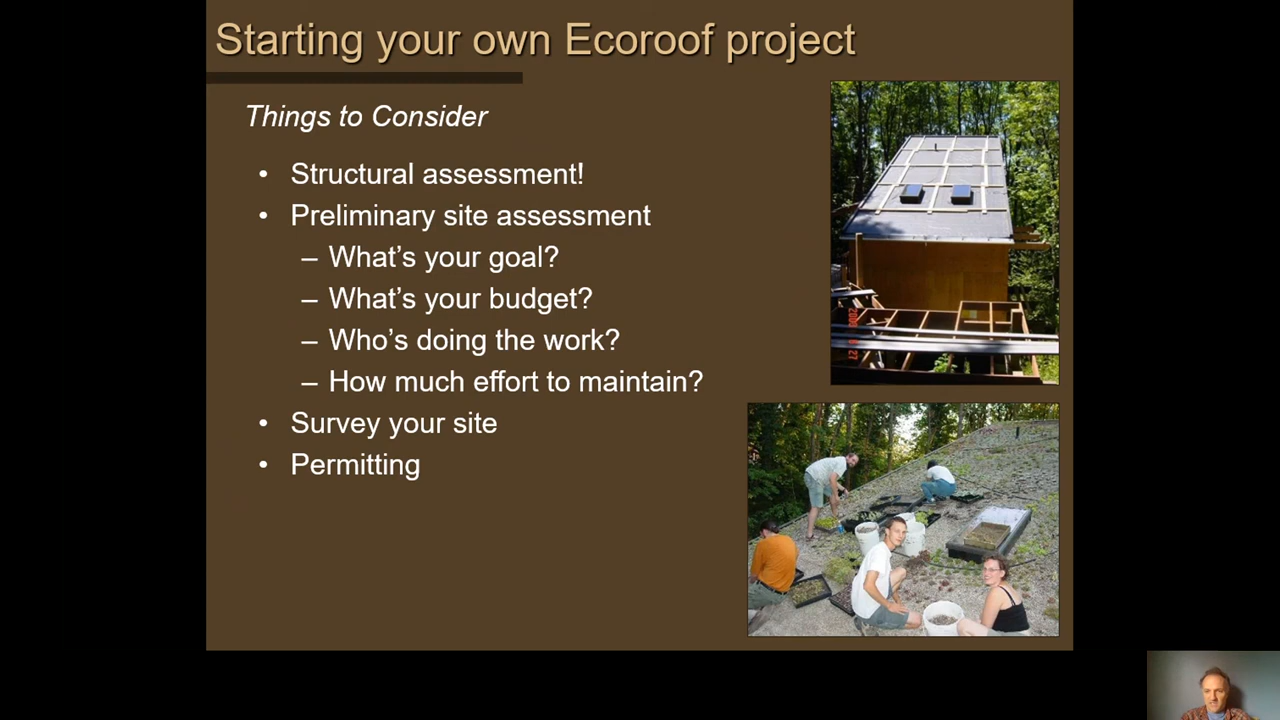 Starting your own Ecoroof project
Things to Consider
• Structural assessment!
• Preliminary site assessment
– What's your goal?
– What's your budget?
– Who's doing the work?
– How much effort to maintain?
• Survey your site
• Permitting